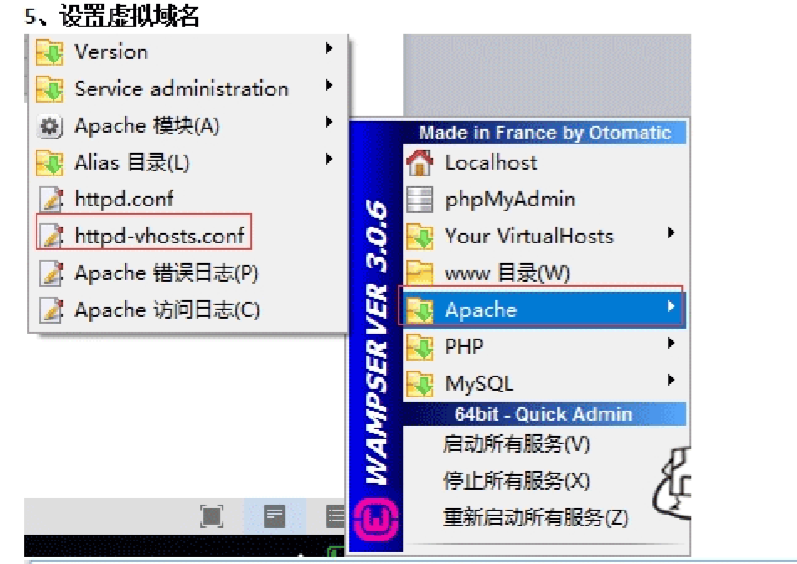 5、设置虚拟域名
Version
Service administration
Apache 模块(A)
Alias 目录(L)
httpd.conf
httpd-vhosts.conf
Apache 错误日志(P)
Apache 访问日志(C)
WAMPSERVER 3.0.6
Made in France by Otomatic
Localhost
phpMyAdmin
Your VirtualHosts
www 目录(W)
Apache
PHP
MySQL
64bit - Quick Admin
启动所有服务(V)
停止所有服务(X)
重新启动所有服务(Z)